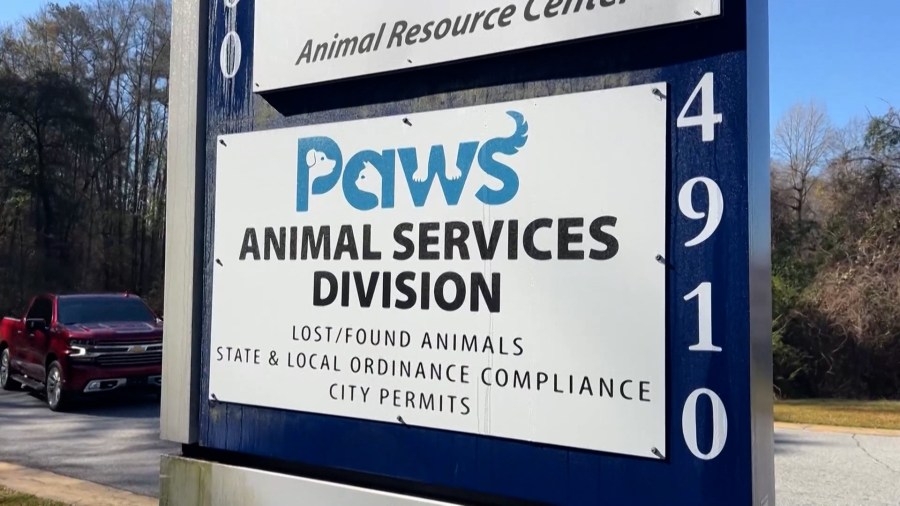 Animal Resource Center
Paws
ANIMAL SERVICES
DIVISION
LOST/FOUND ANIMALS
STATE & LOCAL ORDINANCE COMPLIANCE
CITY PERMITS
4
9
1
0
0